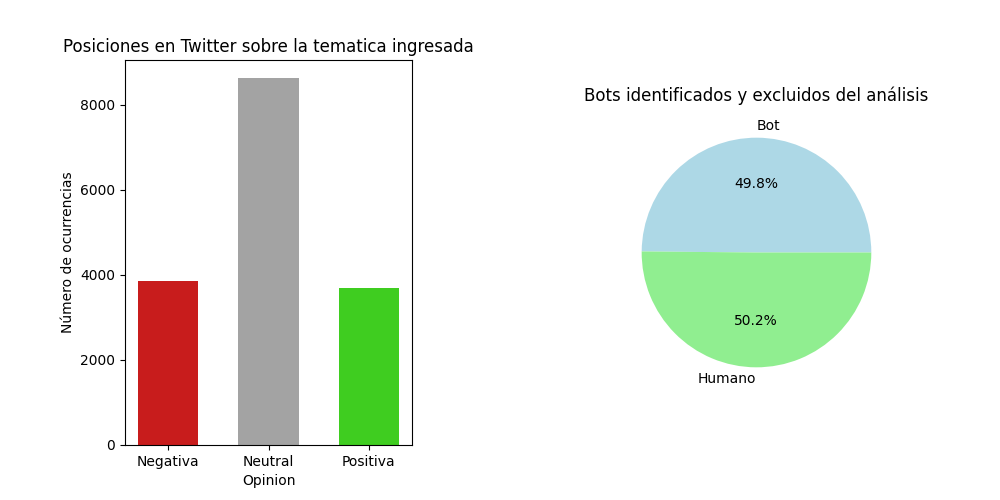 Posiciones en Twitter sobre la tematica ingresada
Número de ocurrencias
8000
6000
4000
2000
0
Negativa
Neutral
Positiva
Opinion
Bots identificados y excluidos del análisis
Bot
49.8%
50.2%
Humano